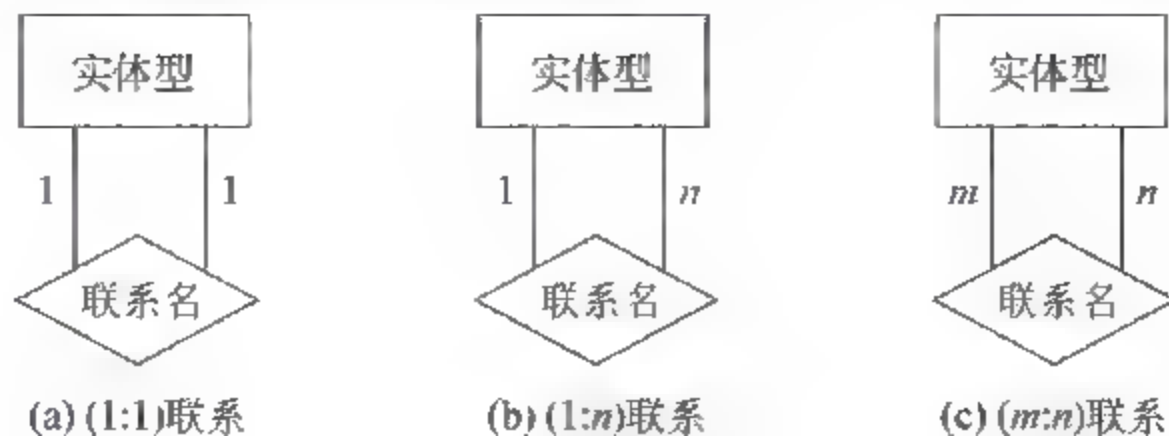 实体型 实体型 实体型
1 1 1 n m n
联系名 联系名 联系名
(a) (1:1)联系 (b) (1:n)联系 (c) (m:n)联系